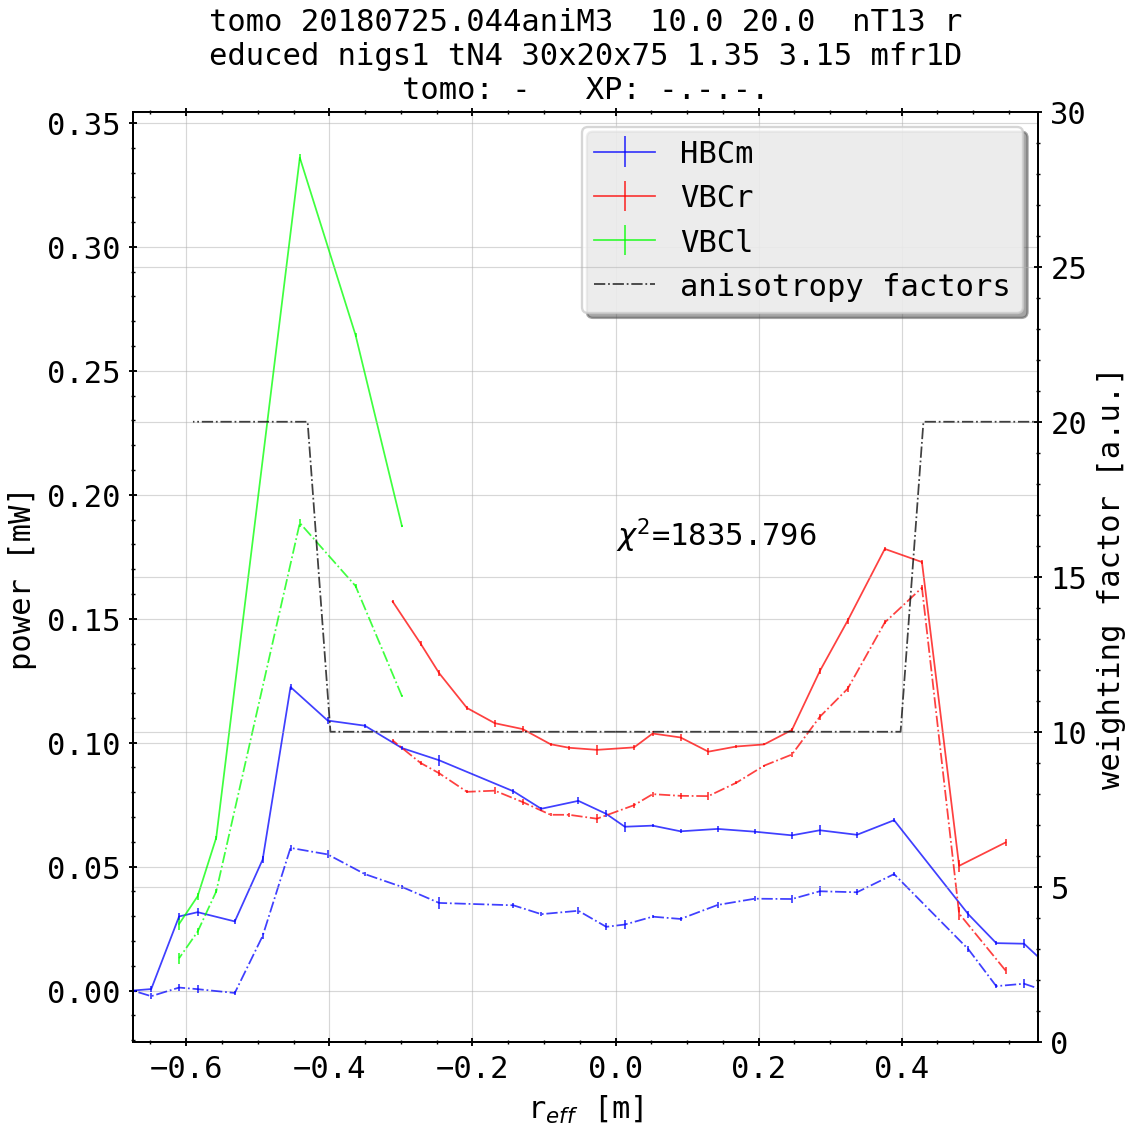 tomo 20180725.044aniM3  10.0 20.0  nT13 r
educed nigs1 tN4 30x20x75 1.35 3.15 mfr1D
tomo: -   XP: -.-.-.
HBCm
VBCr
VBCl
anisotropy factors
χ²=1835.796
power [mW]
0.35
0.30
0.25
0.20
0.15
0.10
0.05
0.00
weighting factor [a.u.]
30
25
20
15
10
5
0
−0.6
−0.4
−0.2
0.0
0.2
0.4
r_eff [m]